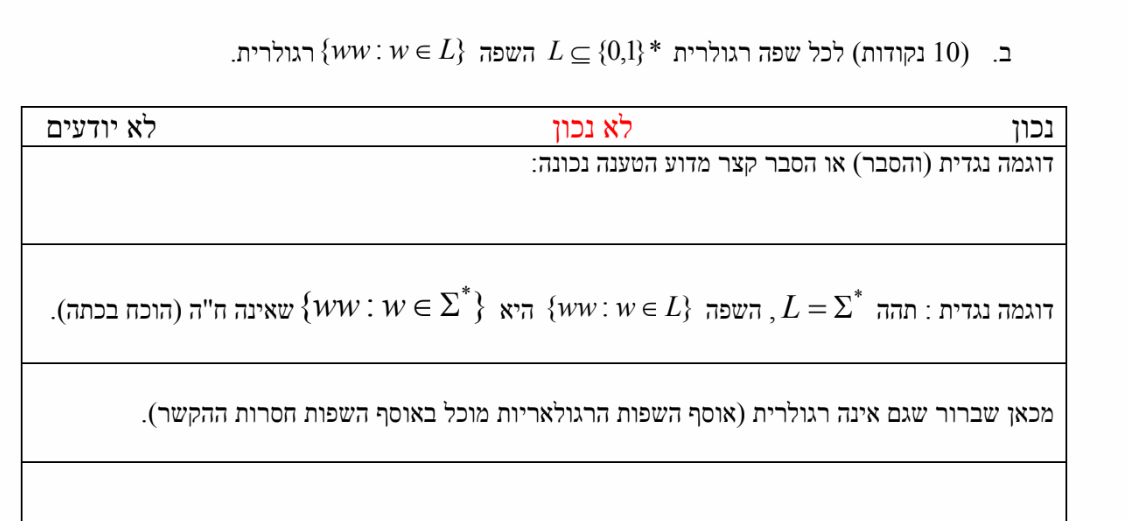 ב. (10 נקודות) לכל שפה רגולרית L ⊆ {0,1}* השפה {ww : w ∈ L} רגולרית.
נכון לא נכון לא יודעים
דוגמה נגדית (והסבר) או הסבר קצר מדוע הטענה נכונה:
דוגמה נגדית : תהה L = Σ*, השפה {ww : w ∈ L} היא {ww : w ∈ Σ*} שאינה ח"ה (הוכח בכתה).
מכאן שברור שגם אינה רגולרית (אוסף השפות הרגולאריות מוכל באוסף השפות חסרות ההקשר).